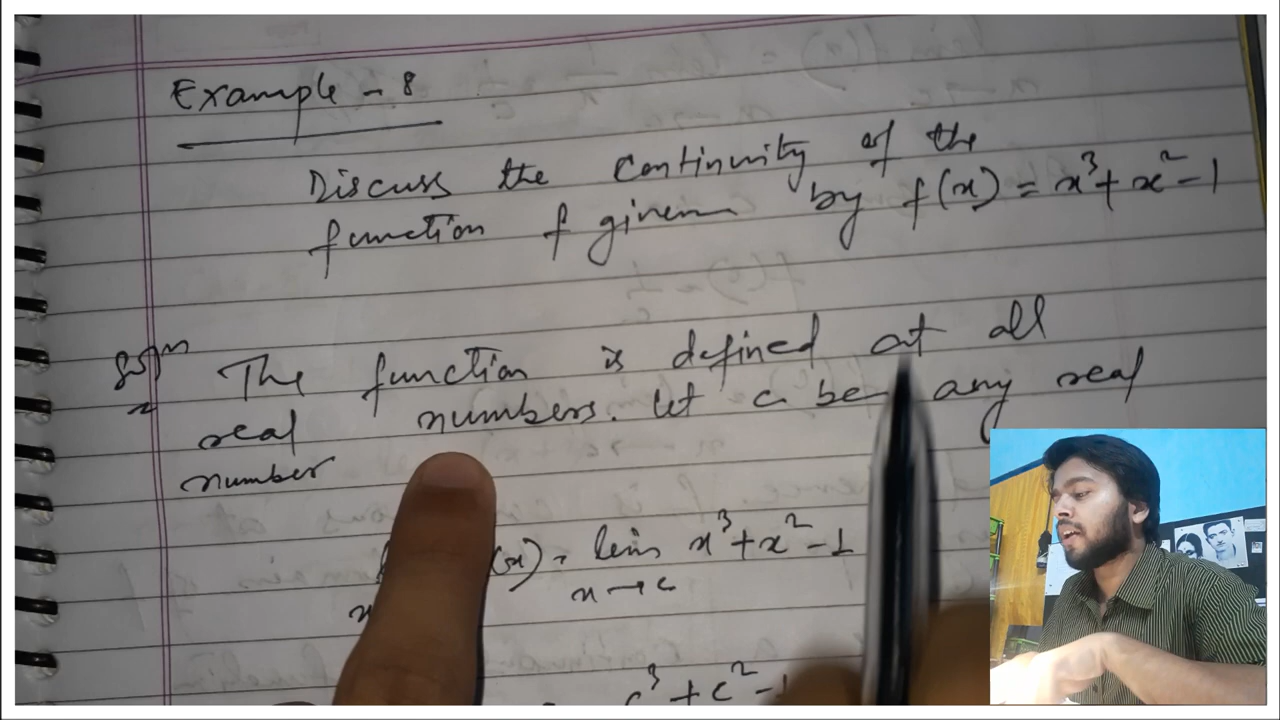 Example - 8
Discuss the continuity of the
function f given by f(x) = x³ + x² - 1
Solⁿ The function is defined at all
real numbers. Let c be any real
number
(x) = lim x³ + x² - 1
x → c
c³ + c² - 1